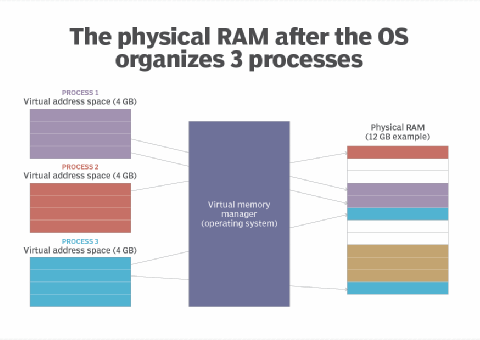 The physical RAM after the OS
organizes 3 processes
PROCESS 1
Virtual address space (4 GB)
PROCESS 2
Virtual address space (4 GB)
PROCESS 3
Virtual address space (4 GB)
Virtual memory
manager
(operating system)
Physical RAM
(12 GB example)